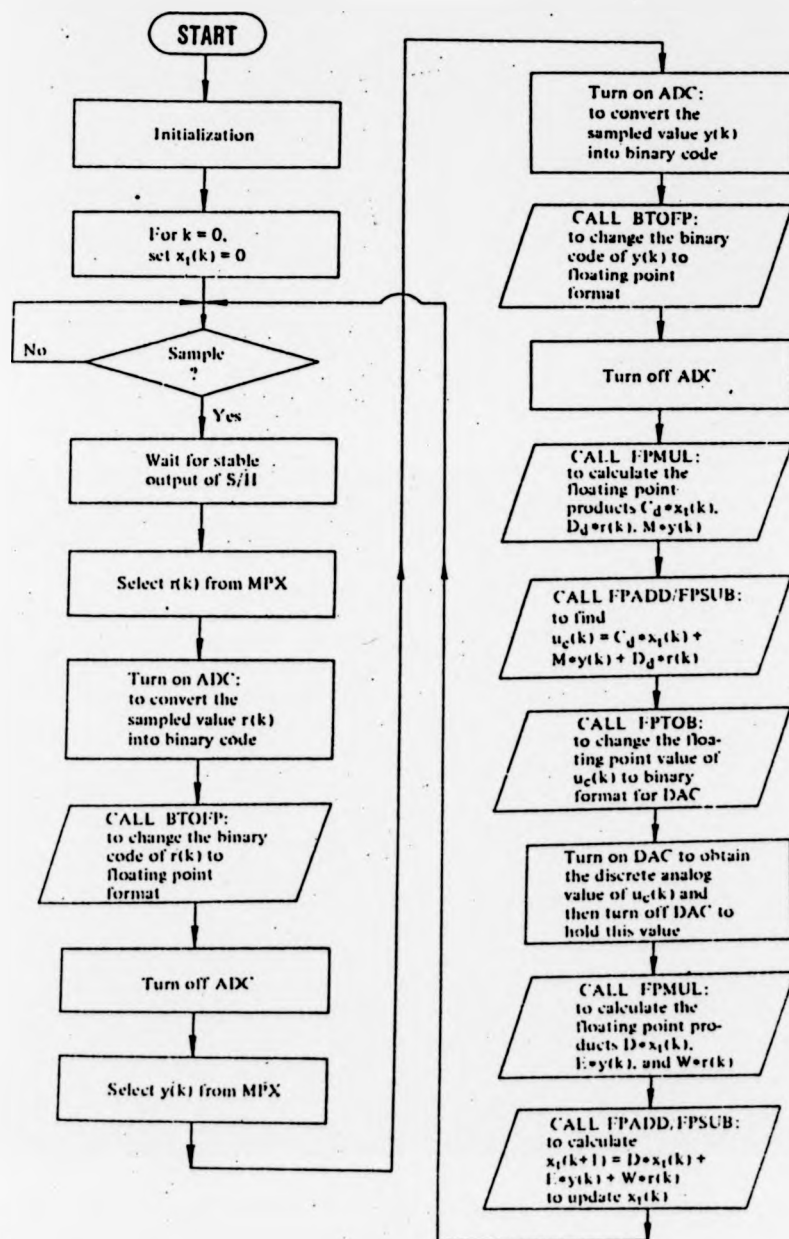 START
Initialization
For k = 0,
set x₁(k) = 0
No
Sample
?
Yes
Wait for stable
output of S/H
Select r(k) from MPX
Turn on ADC:
to convert the
sampled value r(k)
into binary code
CALL BTOFP:
to change the binary
code of r(k) to
floating point
format
Turn off ADC
Select y(k) from MPX
Turn on ADC:
to convert the
sampled value y(k)
into binary code
CALL BTOFP:
to change the binary
code of y(k) to
floating point
format
Turn off ADC
CALL FPMUL:
to calculate the
floating point
products C_d•x₁(k),
D_d•r(k), M•y(k)
CALL FPADD/FPSUB:
to find
u_c(k) = C_d•x₁(k) +
M•y(k) + D_d•r(k)
CALL FPTOB:
to change the floa-
ting point value of
u_c(k) to binary
format for DAC
Turn on DAC to obtain
the discrete analog
value of u_c(k) and
then turn off DAC to
hold this value
CALL FPMUL:
to calculate the
floating point pro-
ducts D•x₁(k),
E•y(k), and W•r(k)
CALL FPADD,FPSUB:
to calculate
x₁(k+1) = D•x₁(k) +
E•y(k) + W•r(k)
to update x₁(k)